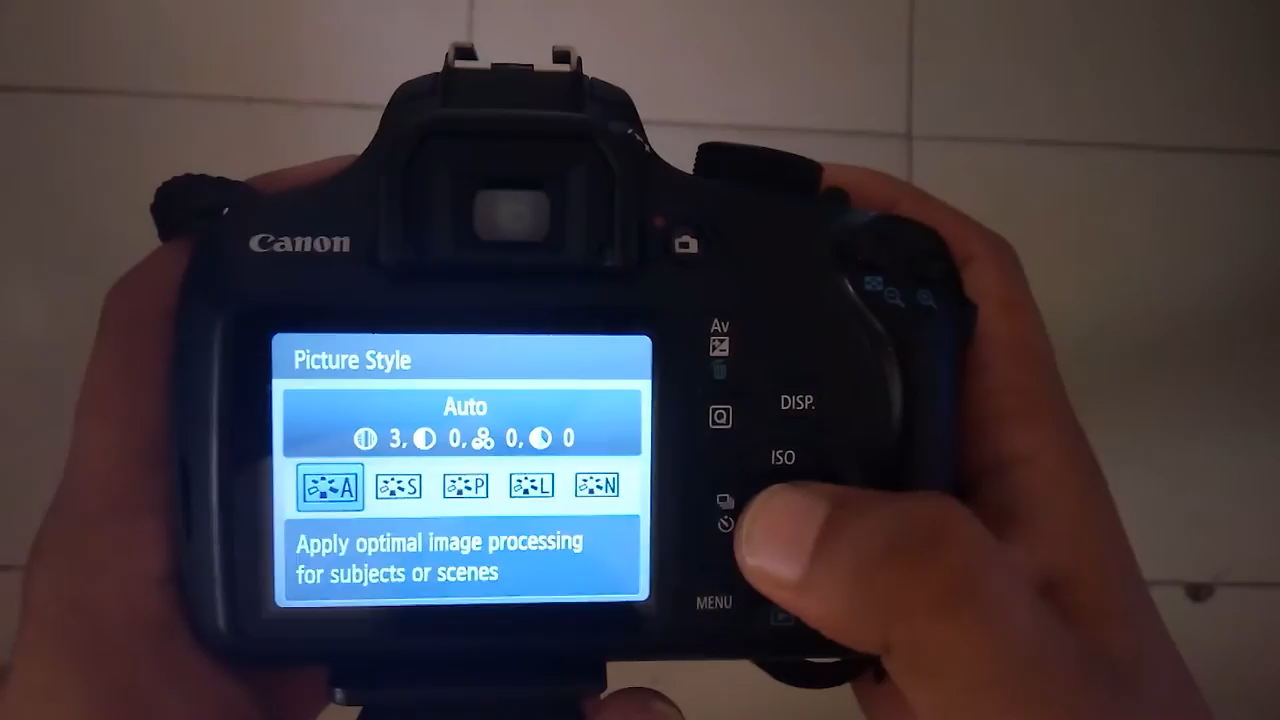 Canon
Picture Style
Auto
3, 0, 0, 0
A S P L N
Apply optimal image processing
for subjects or scenes
Av
Q
DISP.
ISO
MENU